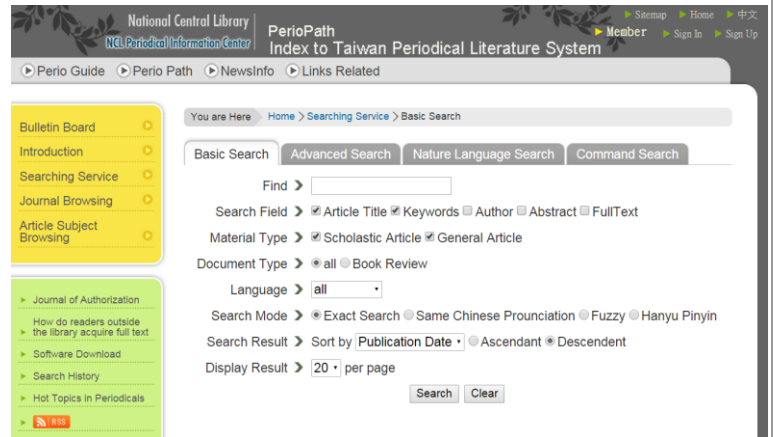 National Central Library
NCL Periodical Information Center
PerioPath
Index to Taiwan Periodical Literature System
Sitemap Home 中文
Member Sign In Sign Up
Perio Guide Perio Path NewsInfo Links Related
Bulletin Board
Introduction
Searching Service
Journal Browsing
Article Subject
Browsing
Journal of Authorization
How do readers outside
the library acquire full text
Software Download
Search History
Hot Topics in Periodicals
RSS
You are Here Home > Searching Service > Basic Search
Basic Search Advanced Search Nature Language Search Command Search
Find
Search Field Article Title Keywords Author Abstract FullText
Material Type Scholastic Article General Article
Document Type all Book Review
Language all
Search Mode Exact Search Same Chinese Prounciation Fuzzy Hanyu Pinyin
Search Result Sort by Publication Date Ascendant Descendent
Display Result 20 per page
Search Clear